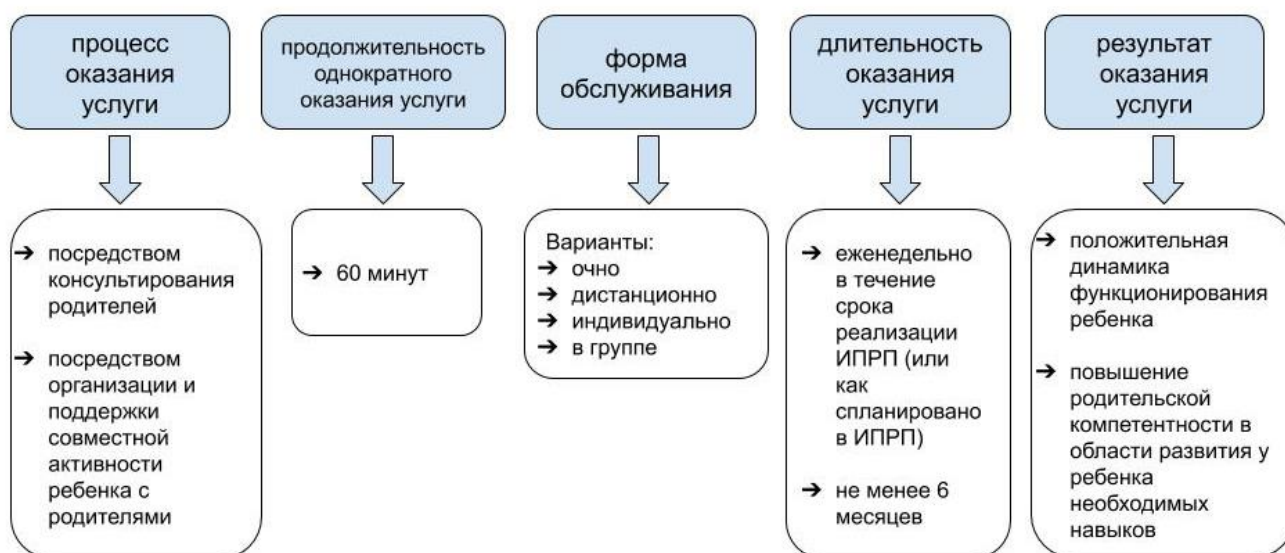 процесс
оказания
услуги
продолжительность
однократного
оказания услуги
форма
обслуживания
длительность
оказания
услуги
результат
оказания
услуги
➔ посредством
консультирования
родителей
➔ посредством
организации и
поддержки
совместной
активности
ребенка с
родителями
➔ 60 минут
Варианты:
➔ очно
➔ дистанционно
➔ индивидуально
➔ в группе
➔ еженедельно
в течение
срока
реализации
ИПРП (или
как
спланировано
в ИПРП)
➔ не менее 6
месяцев
➔ положительная
динамика
функционирования
ребенка
➔ повышение
родительской
компетентности в
области развития у
ребенка
необходимых
навыков